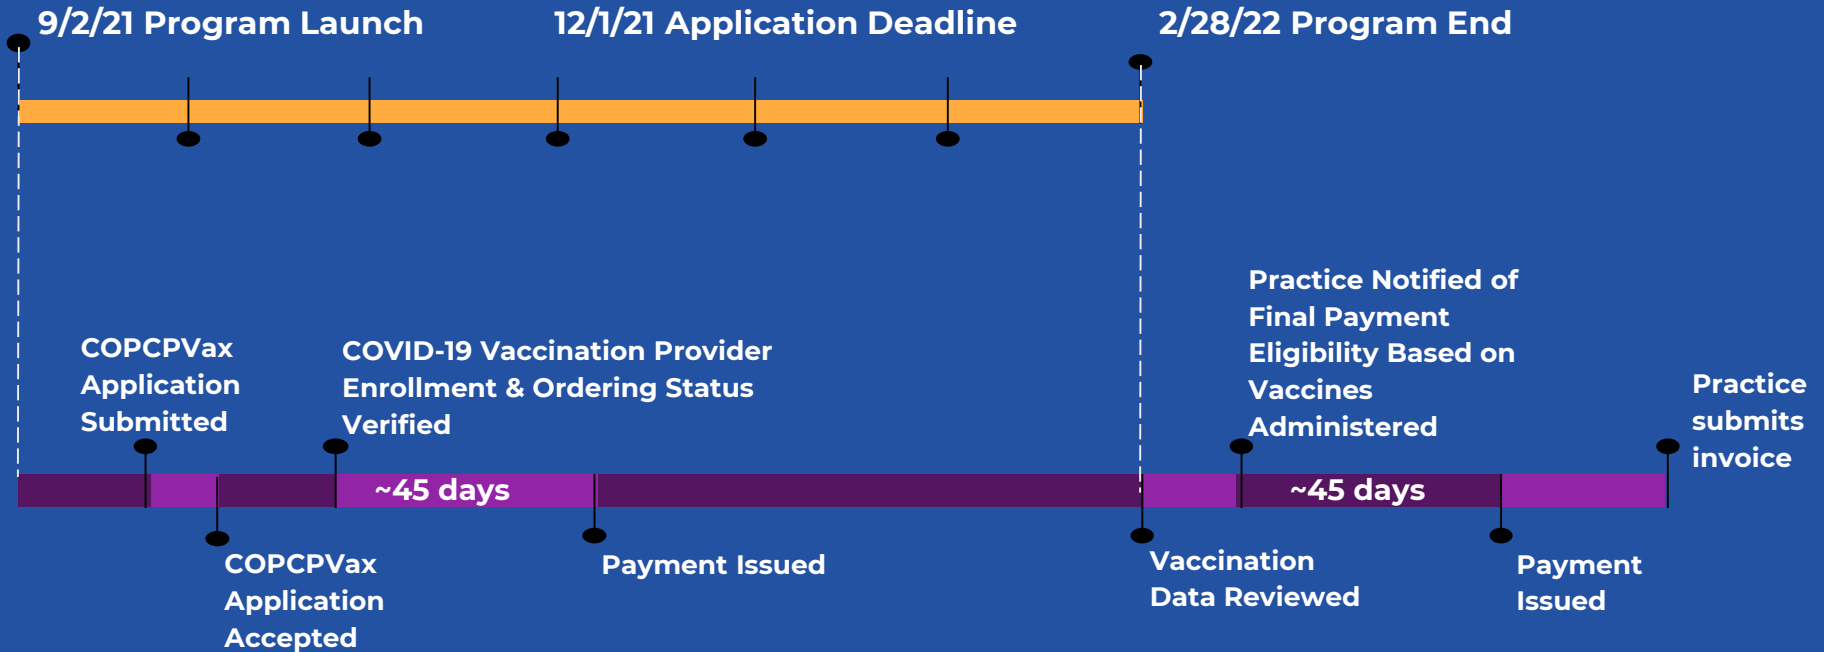 9/2/21 Program Launch
12/1/21 Application Deadline
2/28/22 Program End
COPCPVax
Application
Submitted
COVID-19 Vaccination Provider
Enrollment & Ordering Status
Verified
Practice Notified of
Final Payment
Eligibility Based on
Vaccines
Administered
Practice
submits
invoice
~45 days
~45 days
COPCPVax
Application
Accepted
Payment Issued
Vaccination
Data Reviewed
Payment
Issued